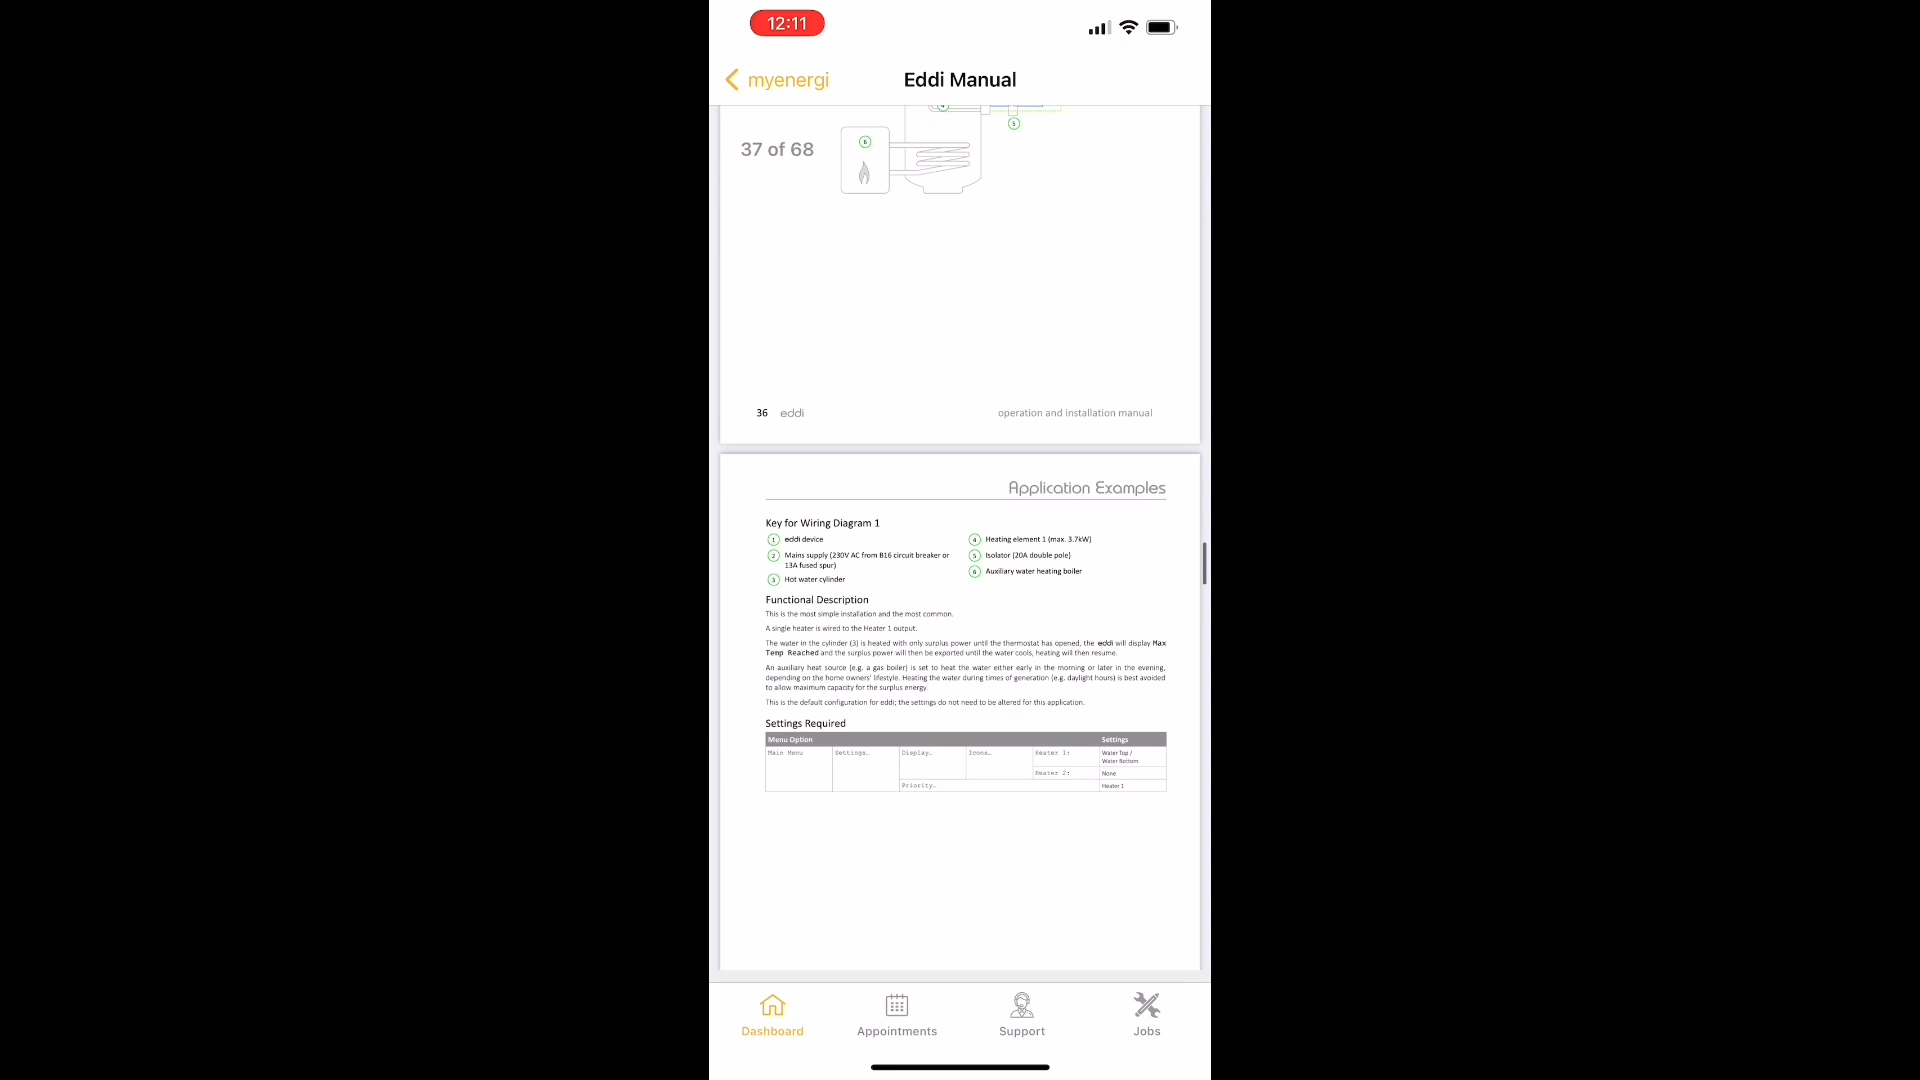 12:11
myenergi
Eddi Manual
37 of 68
4
5
6
36 eddi
operation and installation manual
Application Examples
Key for Wiring Diagram 1
1 eddi device
2 Mains supply (230V AC from B16 circuit breaker or
13A fused spur)
3 Hot water cylinder
4 Heating element 1 (max. 3.7kW)
5 Isolator (20A double pole)
6 Auxiliary water heating boiler
Functional Description
This is the most simple installation and the most common.
A single heater is wired to the Heater 1 output.
The water in the cylinder (3) is heated with only surplus power until the thermostat has opened, the eddi will display Max
Temp Reached and the surplus power will then be exported until the water cools, heating will then resume.
An auxiliary heat source (e.g. a gas boiler) is set to heat the water either early in the morning or later in the evening,
depending on the home owners' lifestyle. Heating the water during times of generation (e.g. daylight hours) is best avoided
to allow maximum capacity for the surplus energy.
This is the default configuration for eddi; the settings do not need to be altered for this application.
Settings Required
Menu Option Settings
Main Menu Settings… Display… Icons… Heater 1: Water Top /
Water Bottom
Heater 2: None
Priority… Heater 1
Dashboard
Appointments
Support
Jobs